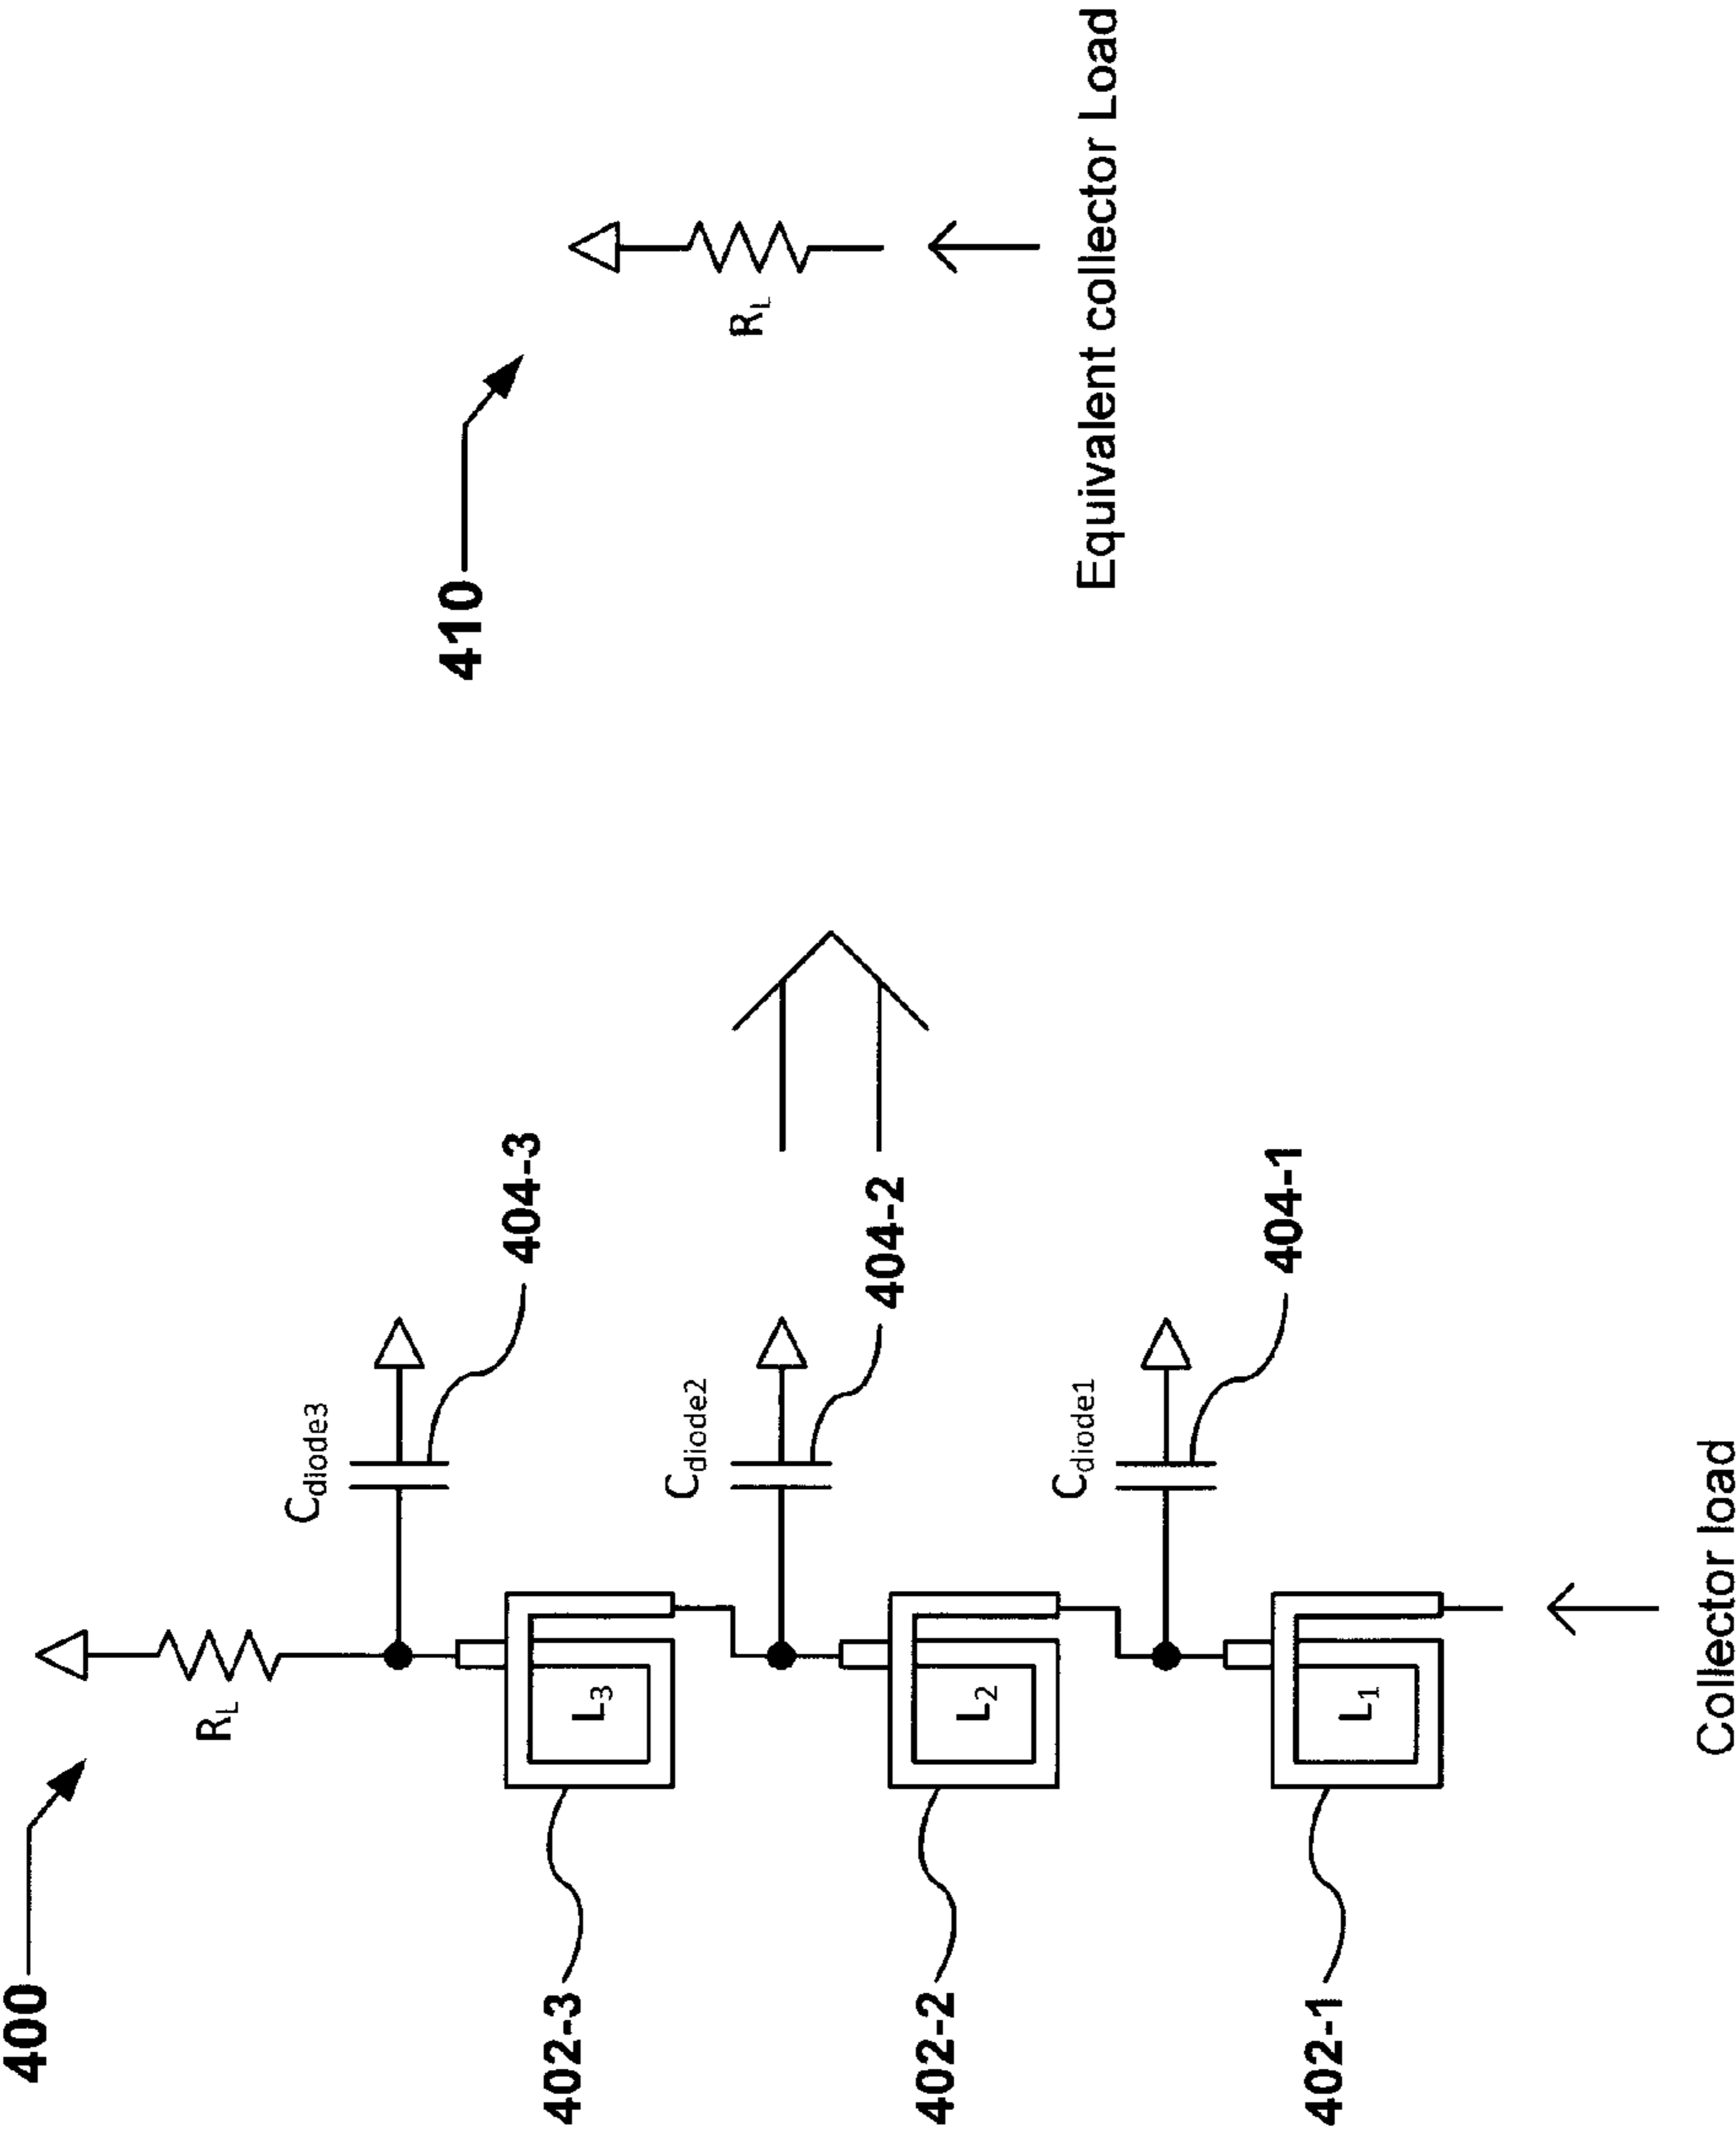 400
R_L
C_diode3
404-3
402-3
L_3
C_diode2
404-2
402-2
L_2
C_diode1
404-1
402-1
L_1
Collector load
410
R_L
Equivalent collector Load